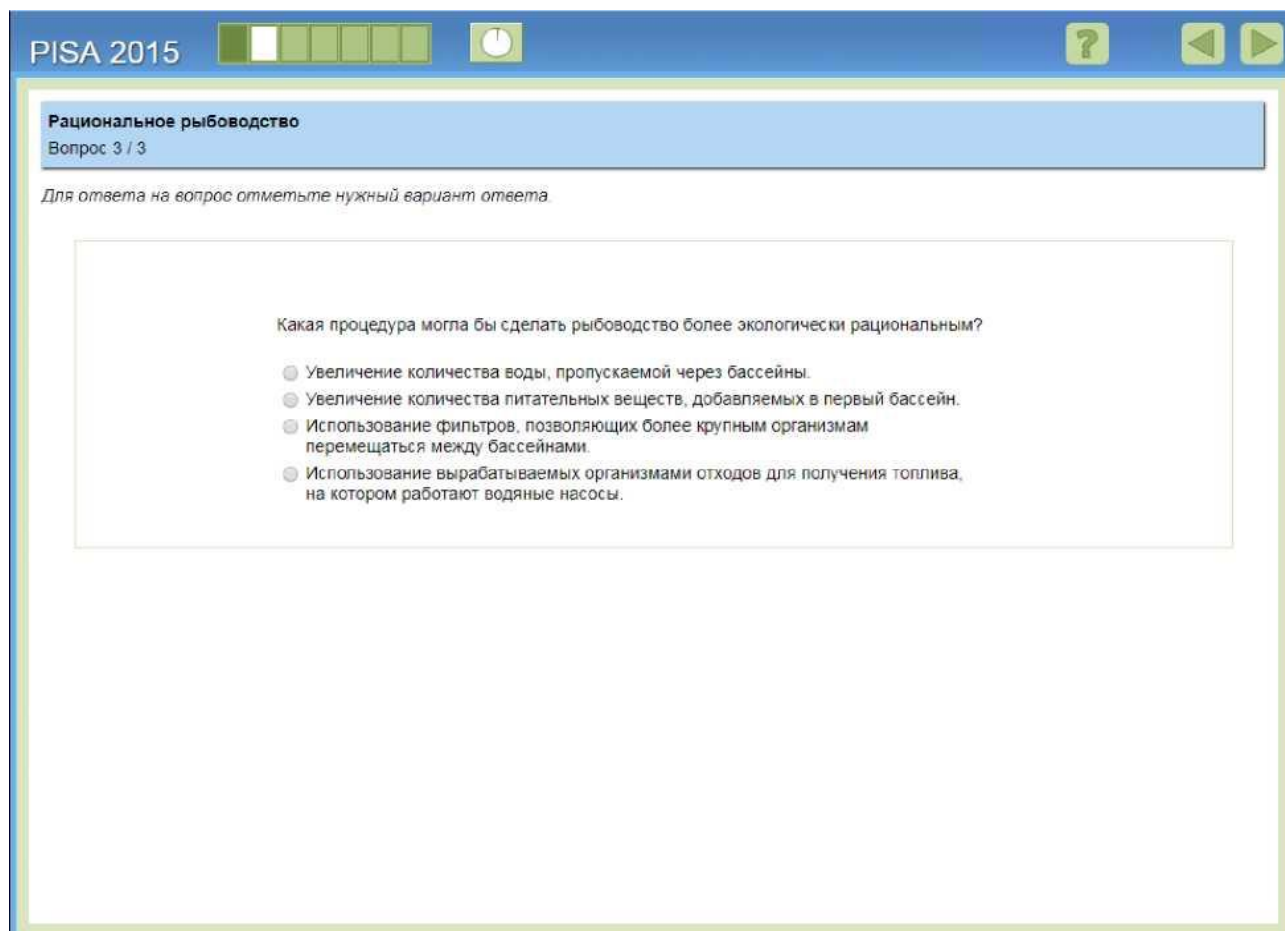 PISA 2015
?
Рациональное рыбоводство
Вопрос 3 / 3
Для ответа на вопрос отметьте нужный вариант ответа.
Какая процедура могла бы сделать рыбоводство более экологически рациональным?
Увеличение количества воды, пропускаемой через бассейны.
Увеличение количества питательных веществ, добавляемых в первый бассейн.
Использование фильтров, позволяющих более крупным организмам
перемещаться между бассейнами.
Использование вырабатываемых организмами отходов для получения топлива,
на котором работают водяные насосы.